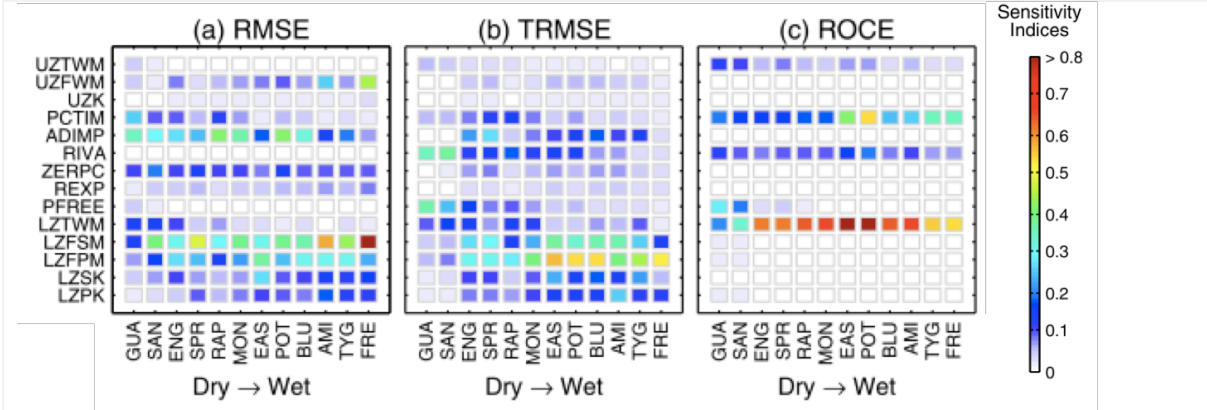 (a) RMSE (b) TRMSE (c) ROCE
Sensitivity
Indices
UZTWM
UZFWM
UZK
PCTIM
ADIMP
RIVA
ZERPC
REXP
PFREE
LZTWM
LZFSM
LZFPM
LZSK
LZPK
> 0.8
0.7
0.6
0.5
0.4
0.3
0.2
0.1
0
GUA SAN ENG SPR RAP MON EAS POT BLU AMI TYG FRE
GUA SAN ENG SPR RAP MON EAS POT BLU AMI TYG FRE
GUA SAN ENG SPR RAP MON EAS POT BLU AMI TYG FRE
Dry → Wet Dry → Wet Dry → Wet